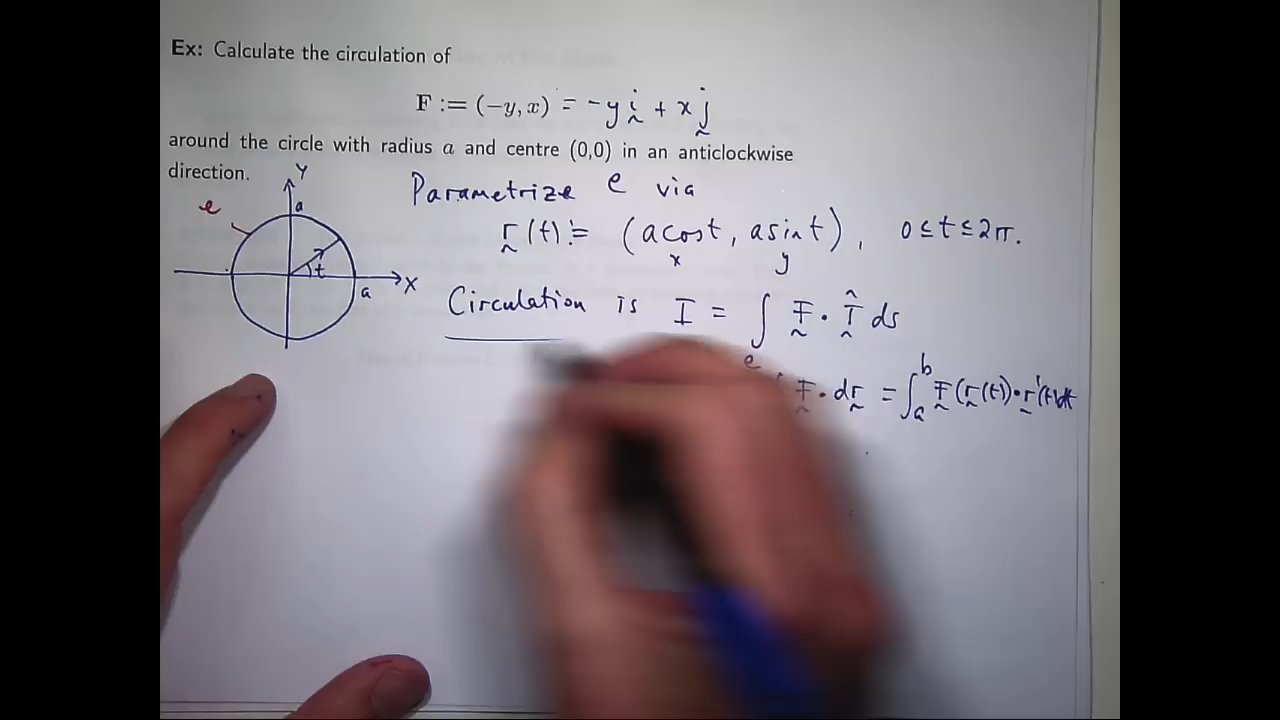 Ex: Calculate the circulation of
F := (−y, x) = -y i + x j
around the circle with radius a and centre (0,0) in an anticlockwise
direction.
Y
a
e
t
a
X
Parametrize e via
r(t) := (a cos t, a sin t), 0 ≤ t ≤ 2π.
x y
Circulation is I = ∫ F · T̂ ds
e
F · dr = ∫ₐᵇ F(r(t)) · r'(t) dt